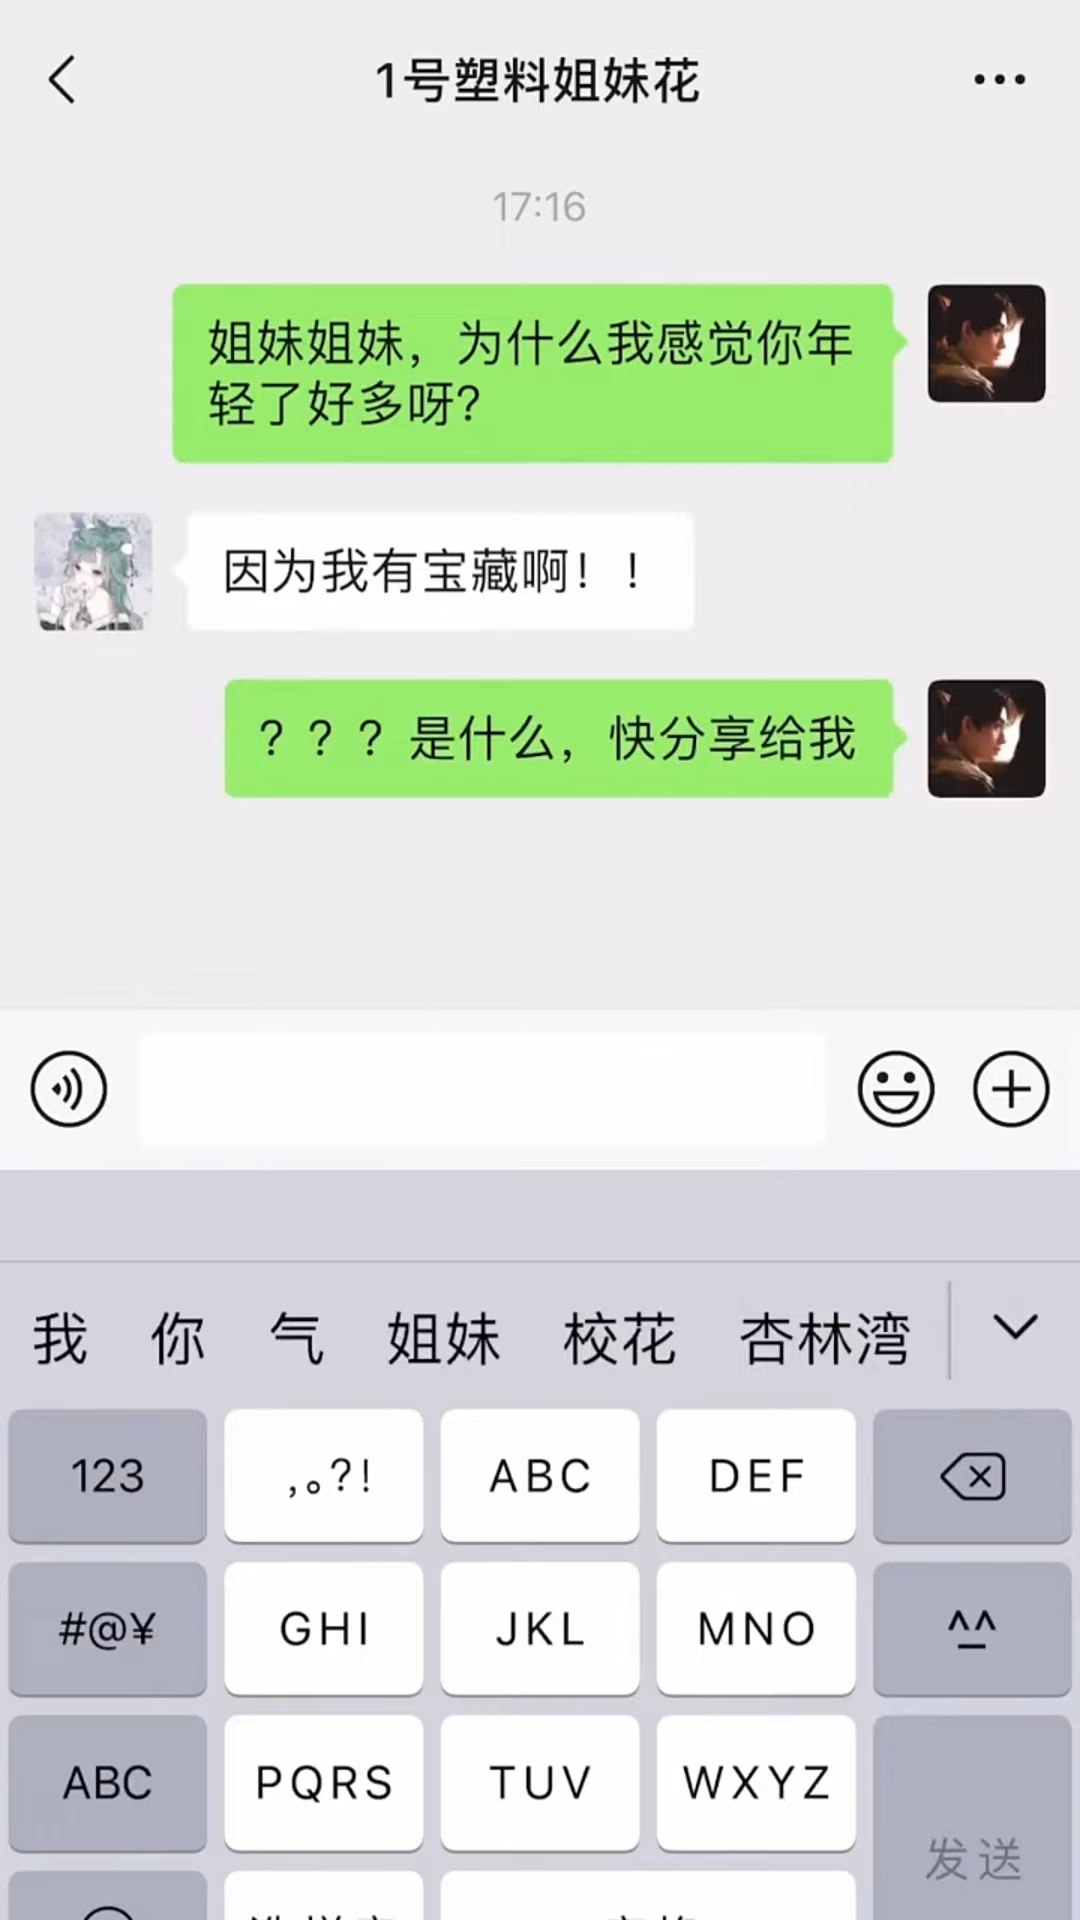 1号塑料姐妹花
17:16
姐妹姐妹，为什么我感觉你年
轻了好多呀？
因为我有宝藏啊！！
？？？是什么，快分享给我
我 你 气 姐妹 校花 杏林湾
123 ,。?! ABC DEF
#@¥ GHI JKL MNO ^^
ABC PQRS TUV WXYZ
发送